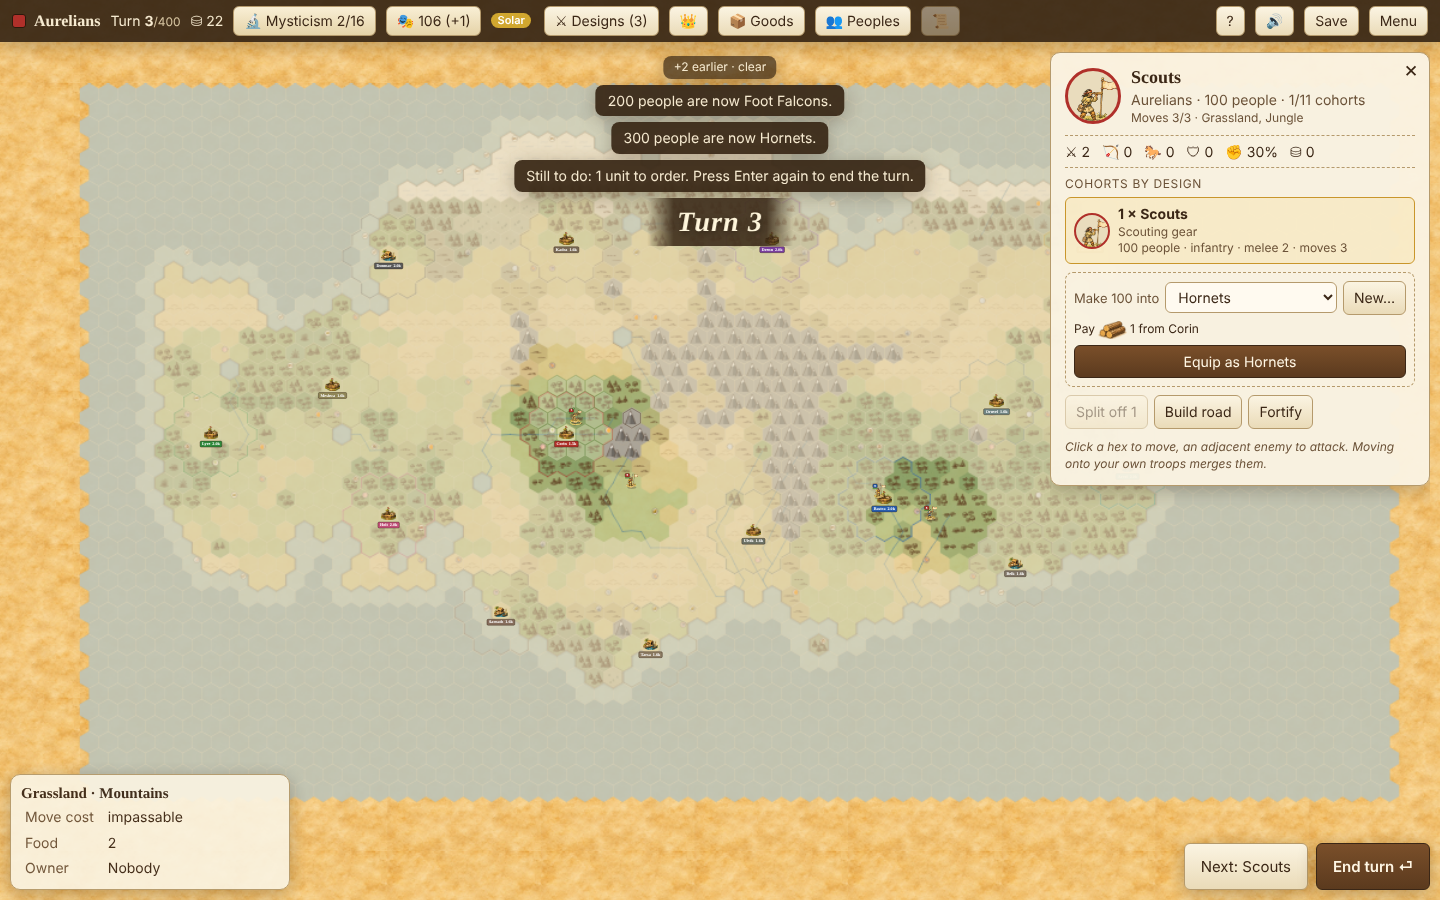 Aurelians Turn 3/400 22 Mysticism 2/16 106 (+1) Solar Designs (3) Goods Peoples ? Save Menu
+2 earlier · clear
200 people are now Foot Falcons.
300 people are now Hornets.
Still to do: 1 unit to order. Press Enter again to end the turn.
Turn 3
Scouts
Aurelians · 100 people · 1/11 cohorts
Moves 3/3 · Grassland, Jungle
2 0 0 0 30% 0
COHORTS BY DESIGN
1 × Scouts
Scouting gear
100 people · infantry · melee 2 · moves 3
Make 100 into Hornets New...
Pay 1 from Corin
Equip as Hornets
Split off 1 Build road Fortify
Click a hex to move, an adjacent enemy to attack. Moving
onto your own troops merges them.
Grassland · Mountains
Move cost impassable
Food 2
Owner Nobody
Next: Scouts End turn